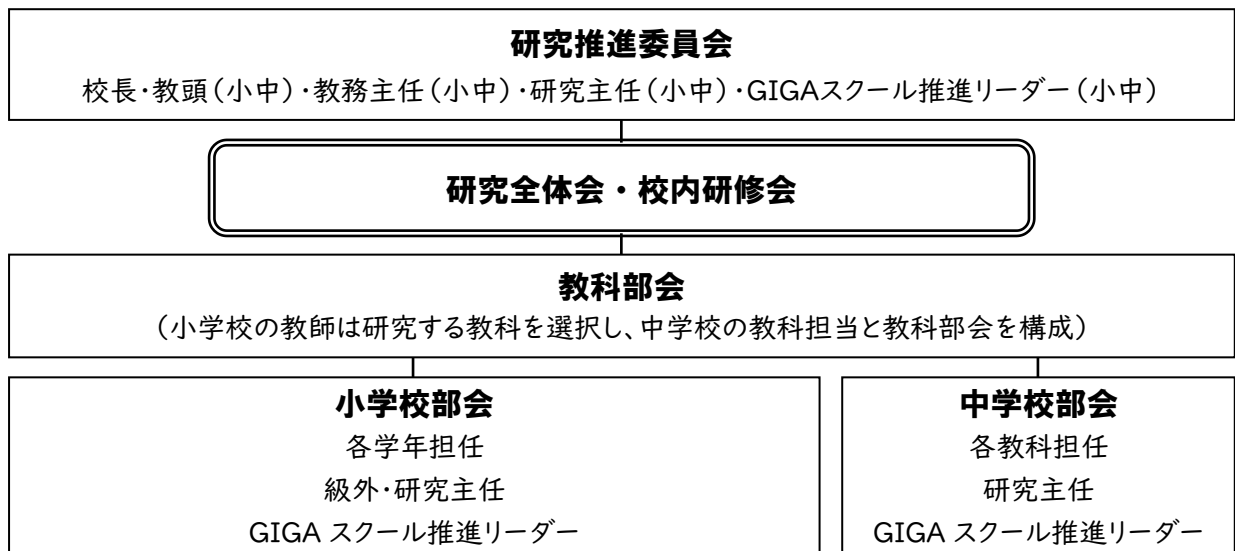 研究推進委員会
校長・教頭(小中)・教務主任(小中)・研究主任(小中)・GIGAスクール推進リーダー(小中)
研究全体会・校内研修会
教科部会
(小学校の教師は研究する教科を選択し、中学校の教科担当と教科部会を構成)
小学校部会
各学年担任
級外・研究主任
GIGA スクール推進リーダー
中学校部会
各教科担任
研究主任
GIGA スクール推進リーダー